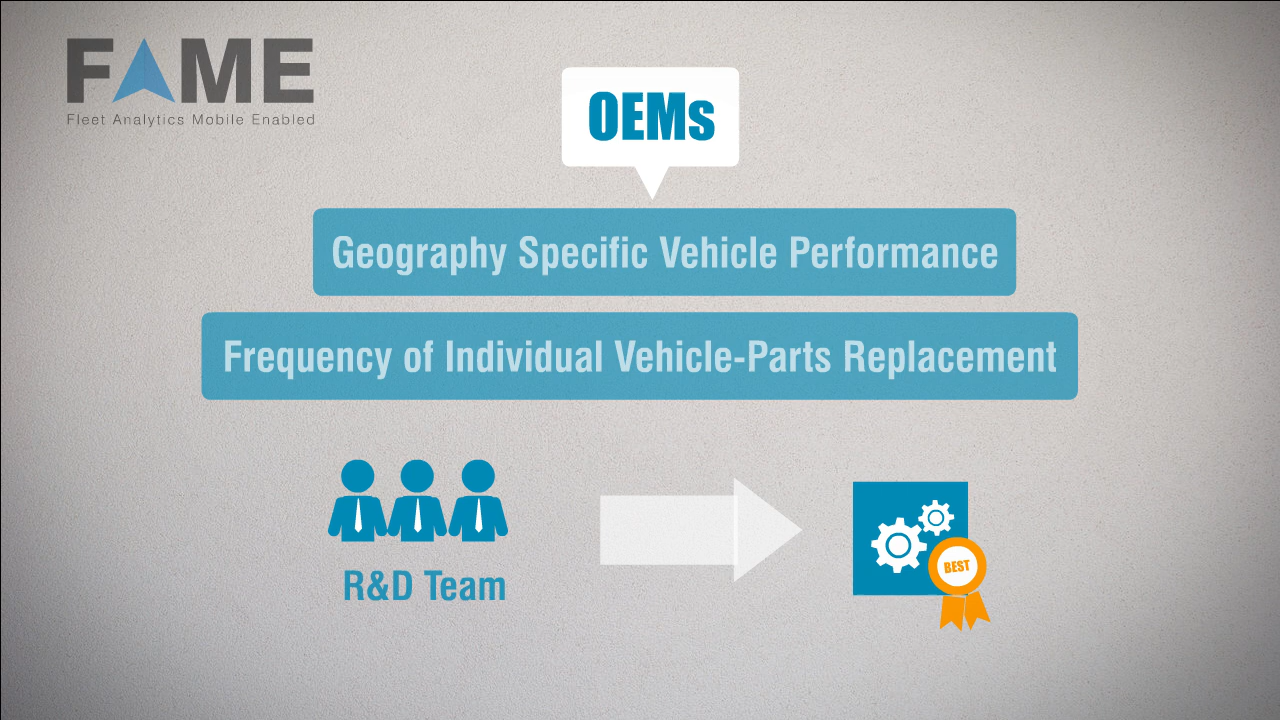 FAME
Fleet Analytics Mobile Enabled
OEMs
Geography Specific Vehicle Performance
Frequency of Individual Vehicle-Parts Replacement
R&D Team
BEST